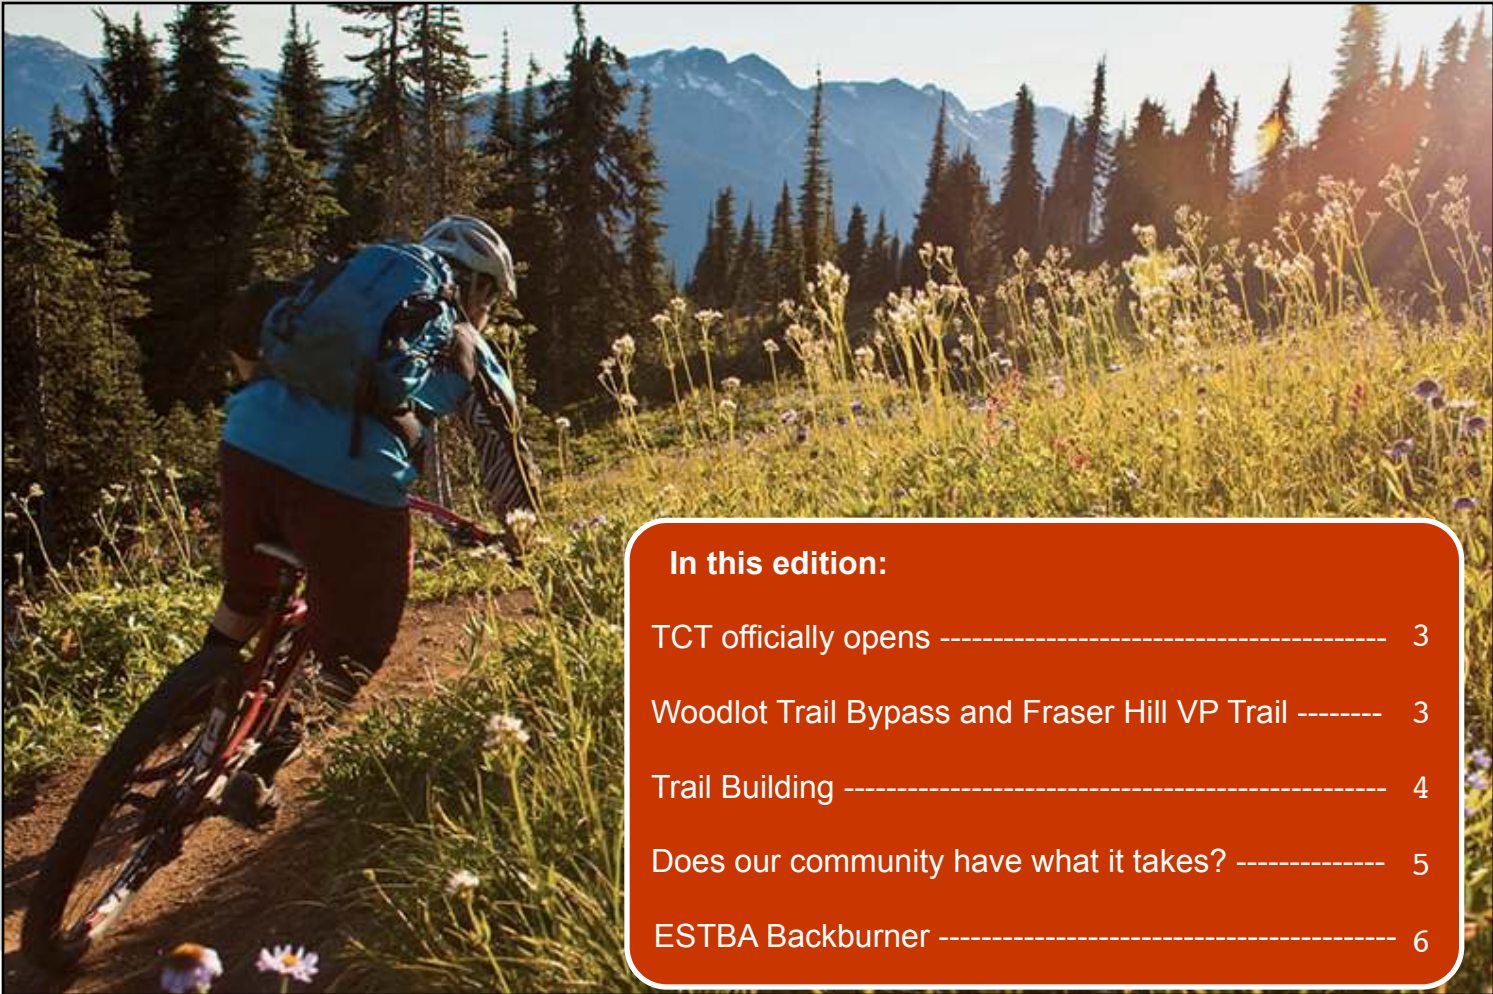 In this edition:
TCT officially opens ------------------------------------------ 3
Woodlot Trail Bypass and Fraser Hill VP Trail -------- 3
Trail Building --------------------------------------------------- 4
Does our community have what it takes? -------------- 5
ESTBA Backburner ------------------------------------------- 6